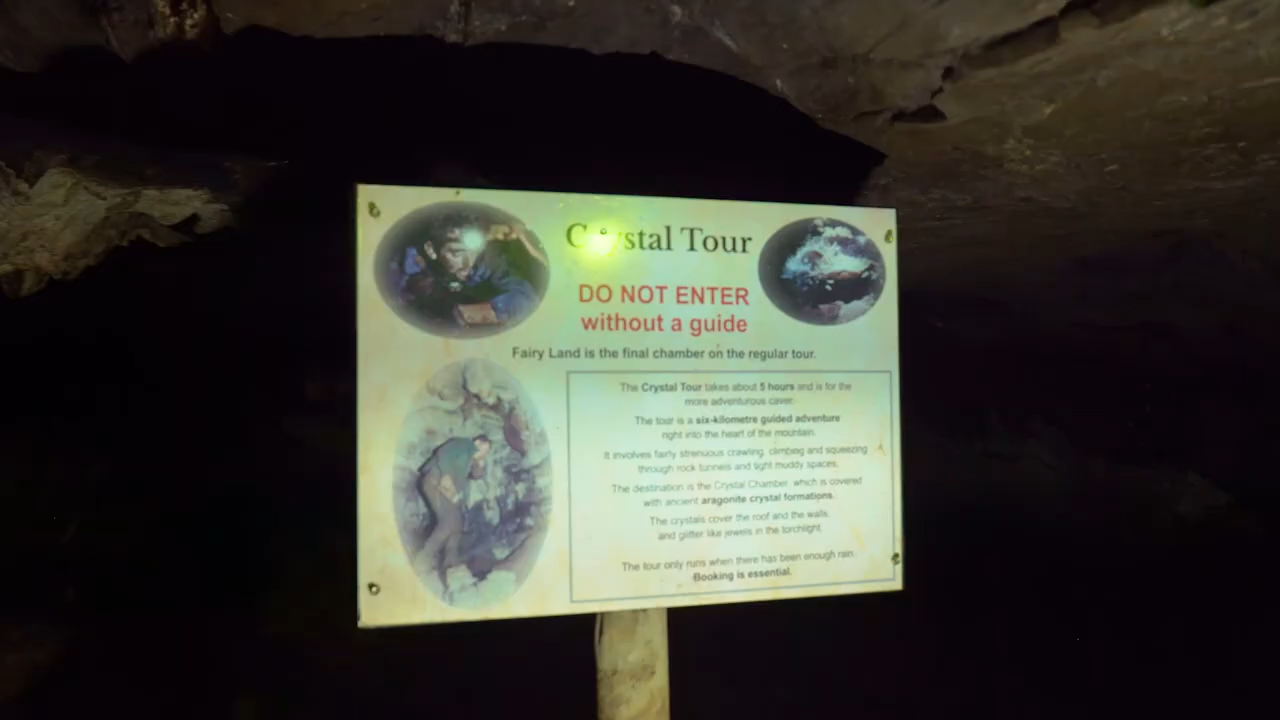 Crystal Tour
DO NOT ENTER
without a guide
Fairy Land is the final chamber on the regular tour.
The Crystal Tour takes about 5 hours and is for the
more adventurous caver.
The tour is a six-kilometre guided adventure
right into the heart of the mountain.
It involves fairly strenuous crawling, climbing and squeezing
through rock tunnels and tight muddy spaces.
The destination is the Crystal Chamber, which is covered
with ancient aragonite crystal formations.
The crystals cover the roof and the walls,
and glitter like jewels in the torchlight.
The tour only runs when there has been enough rain.
Booking is essential.